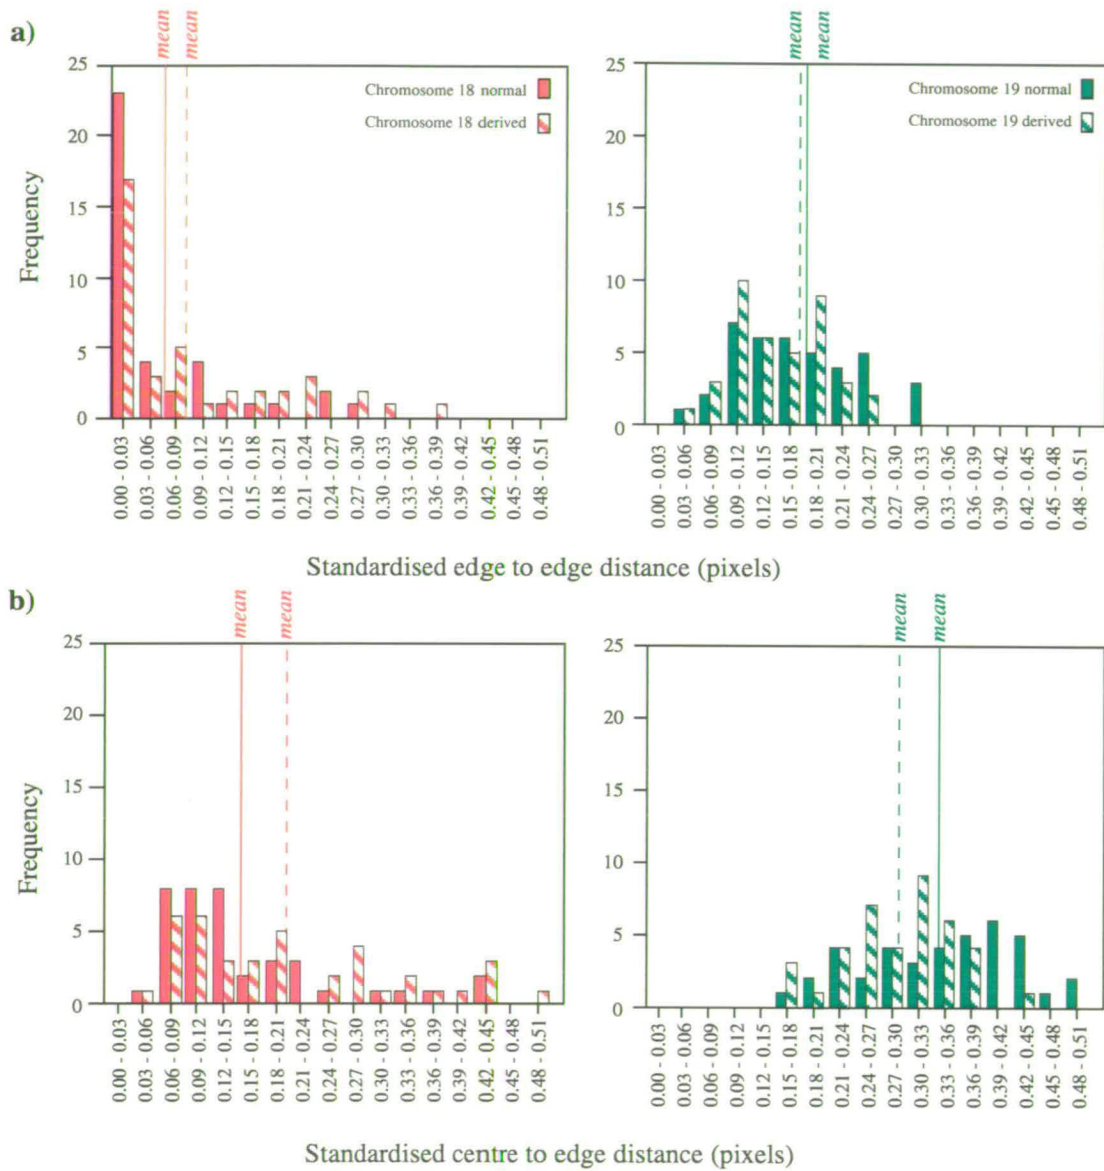 a)
mean
mean
mean
mean
25
20
15
10
5
0
Frequency
Chromosome 18 normal
Chromosome 18 derived
0.00 - 0.03
0.03 - 0.06
0.06 - 0.09
0.09 - 0.12
0.12 - 0.15
0.15 - 0.18
0.18 - 0.21
0.21 - 0.24
0.24 - 0.27
0.27 - 0.30
0.30 - 0.33
0.33 - 0.36
0.36 - 0.39
0.39 - 0.42
0.42 - 0.45
0.45 - 0.48
0.48 - 0.51
25
20
15
10
5
0
Chromosome 19 normal
Chromosome 19 derived
0.00 - 0.03
0.03 - 0.06
0.06 - 0.09
0.09 - 0.12
0.12 - 0.15
0.15 - 0.18
0.18 - 0.21
0.21 - 0.24
0.24 - 0.27
0.27 - 0.30
0.30 - 0.33
0.33 - 0.36
0.36 - 0.39
0.39 - 0.42
0.42 - 0.45
0.45 - 0.48
0.48 - 0.51
Standardised edge to edge distance (pixels)
b)
mean
mean
mean
mean
25
20
15
10
5
0
Frequency
0.00 - 0.03
0.03 - 0.06
0.06 - 0.09
0.09 - 0.12
0.12 - 0.15
0.15 - 0.18
0.18 - 0.21
0.21 - 0.24
0.24 - 0.27
0.27 - 0.30
0.30 - 0.33
0.33 - 0.36
0.36 - 0.39
0.39 - 0.42
0.42 - 0.45
0.45 - 0.48
0.48 - 0.51
25
20
15
10
5
0
0.00 - 0.03
0.03 - 0.06
0.06 - 0.09
0.09 - 0.12
0.12 - 0.15
0.15 - 0.18
0.18 - 0.21
0.21 - 0.24
0.24 - 0.27
0.27 - 0.30
0.30 - 0.33
0.33 - 0.36
0.36 - 0.39
0.39 - 0.42
0.42 - 0.45
0.45 - 0.48
0.48 - 0.51
Standardised centre to edge distance (pixels)